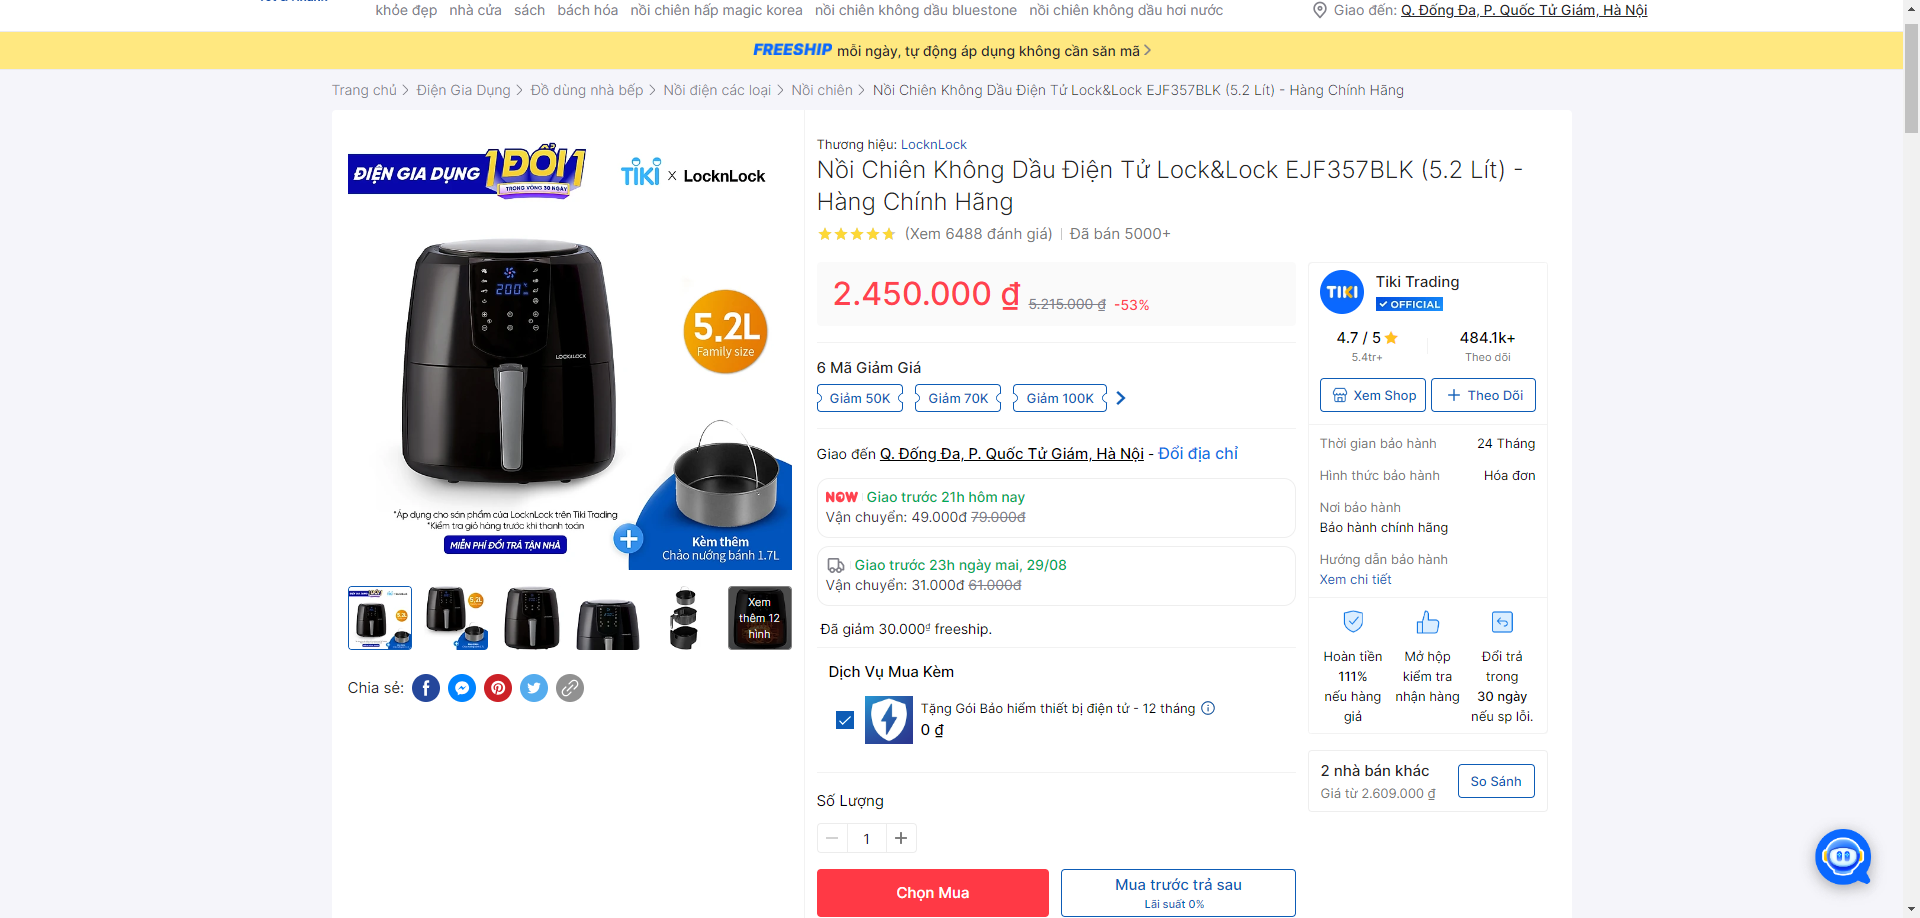 khỏe đẹp nhà cửa sách bách hóa nồi chiên hấp magic korea nồi chiên không dầu bluestone nồi chiên không dầu hơi nước
Giao đến: Q. Đống Đa, P. Quốc Tử Giám, Hà Nội
FREESHIP mỗi ngày, tự động áp dụng không cần săn mã >
Trang chủ > Điện Gia Dụng > Đồ dùng nhà bếp > Nồi điện các loại > Nồi chiên > Nồi Chiên Không Dầu Điện Tử Lock&Lock EJF357BLK (5.2 Lít) - Hàng Chính Hãng
ĐIỆN GIA DỤNG 1 ĐỔI 1
TRONG VÒNG 30 NGÀY
TIKI x LocknLock
200
LOCK&LOCK
5.2L
Family size
*Áp dụng cho sản phẩm của LocknLock trên Tiki Trading
*Kiểm tra giỏ hàng trước khi thanh toán
MIỄN PHÍ ĐỔI TRẢ TẬN NHÀ
Kèm thêm
Chảo nướng bánh 1.7L
Xem
thêm 12
hình
Chia sẻ:
Thương hiệu: LocknLock
Nồi Chiên Không Dầu Điện Tử Lock&Lock EJF357BLK (5.2 Lít) -
Hàng Chính Hãng
(Xem 6488 đánh giá) | Đã bán 5000+
2.450.000 ₫ 5.215.000 ₫ -53%
6 Mã Giảm Giá
Giảm 50K Giảm 70K Giảm 100K
Giao đến Q. Đống Đa, P. Quốc Tử Giám, Hà Nội - Đổi địa chỉ
NOW Giao trước 21h hôm nay
Vận chuyển: 49.000đ 79.000đ
Giao trước 23h ngày mai, 29/08
Vận chuyển: 31.000đ 61.000đ
Đã giảm 30.000₫ freeship.
Dịch Vụ Mua Kèm
Tặng Gói Bảo hiểm thiết bị điện tử - 12 tháng
0 ₫
Số Lượng
1
Chọn Mua
Mua trước trả sau
Lãi suất 0%
TIKI
Tiki Trading
OFFICIAL
4.7 / 5 484.1k+
5.4tr+ Theo dõi
Xem Shop + Theo Dõi
Thời gian bảo hành 24 Tháng
Hình thức bảo hành Hóa đơn
Nơi bảo hành
Bảo hành chính hãng
Hướng dẫn bảo hành
Xem chi tiết
Hoàn tiền
111%
nếu hàng
giả
Mở hộp
kiểm tra
nhận hàng
Đổi trả
trong
30 ngày
nếu sp lỗi.
2 nhà bán khác
Giá từ 2.609.000 ₫
So Sánh